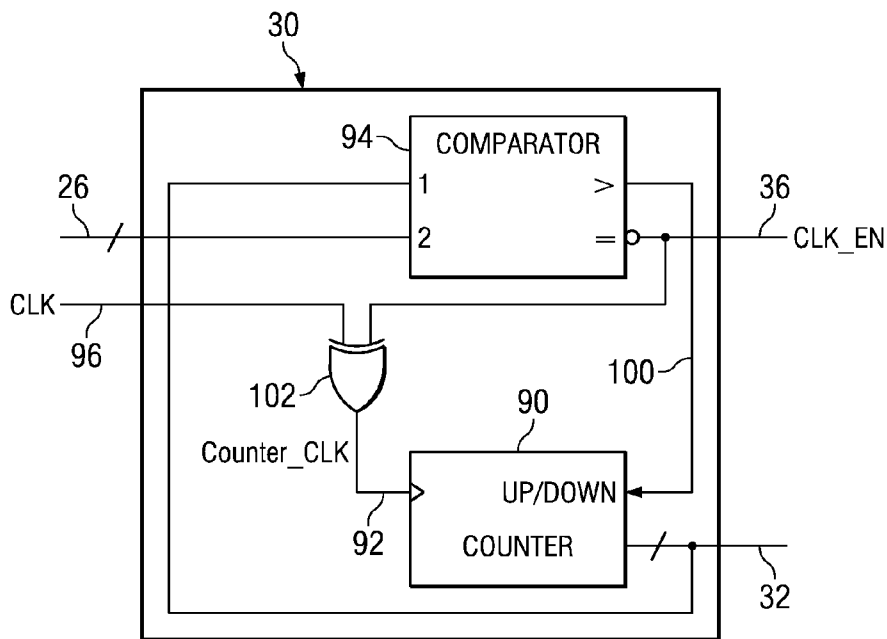 30
94
COMPARATOR
1
>
26
2
=
36
CLK_EN
CLK
96
102
100
90
Counter_CLK
UP/DOWN
92
COUNTER
32